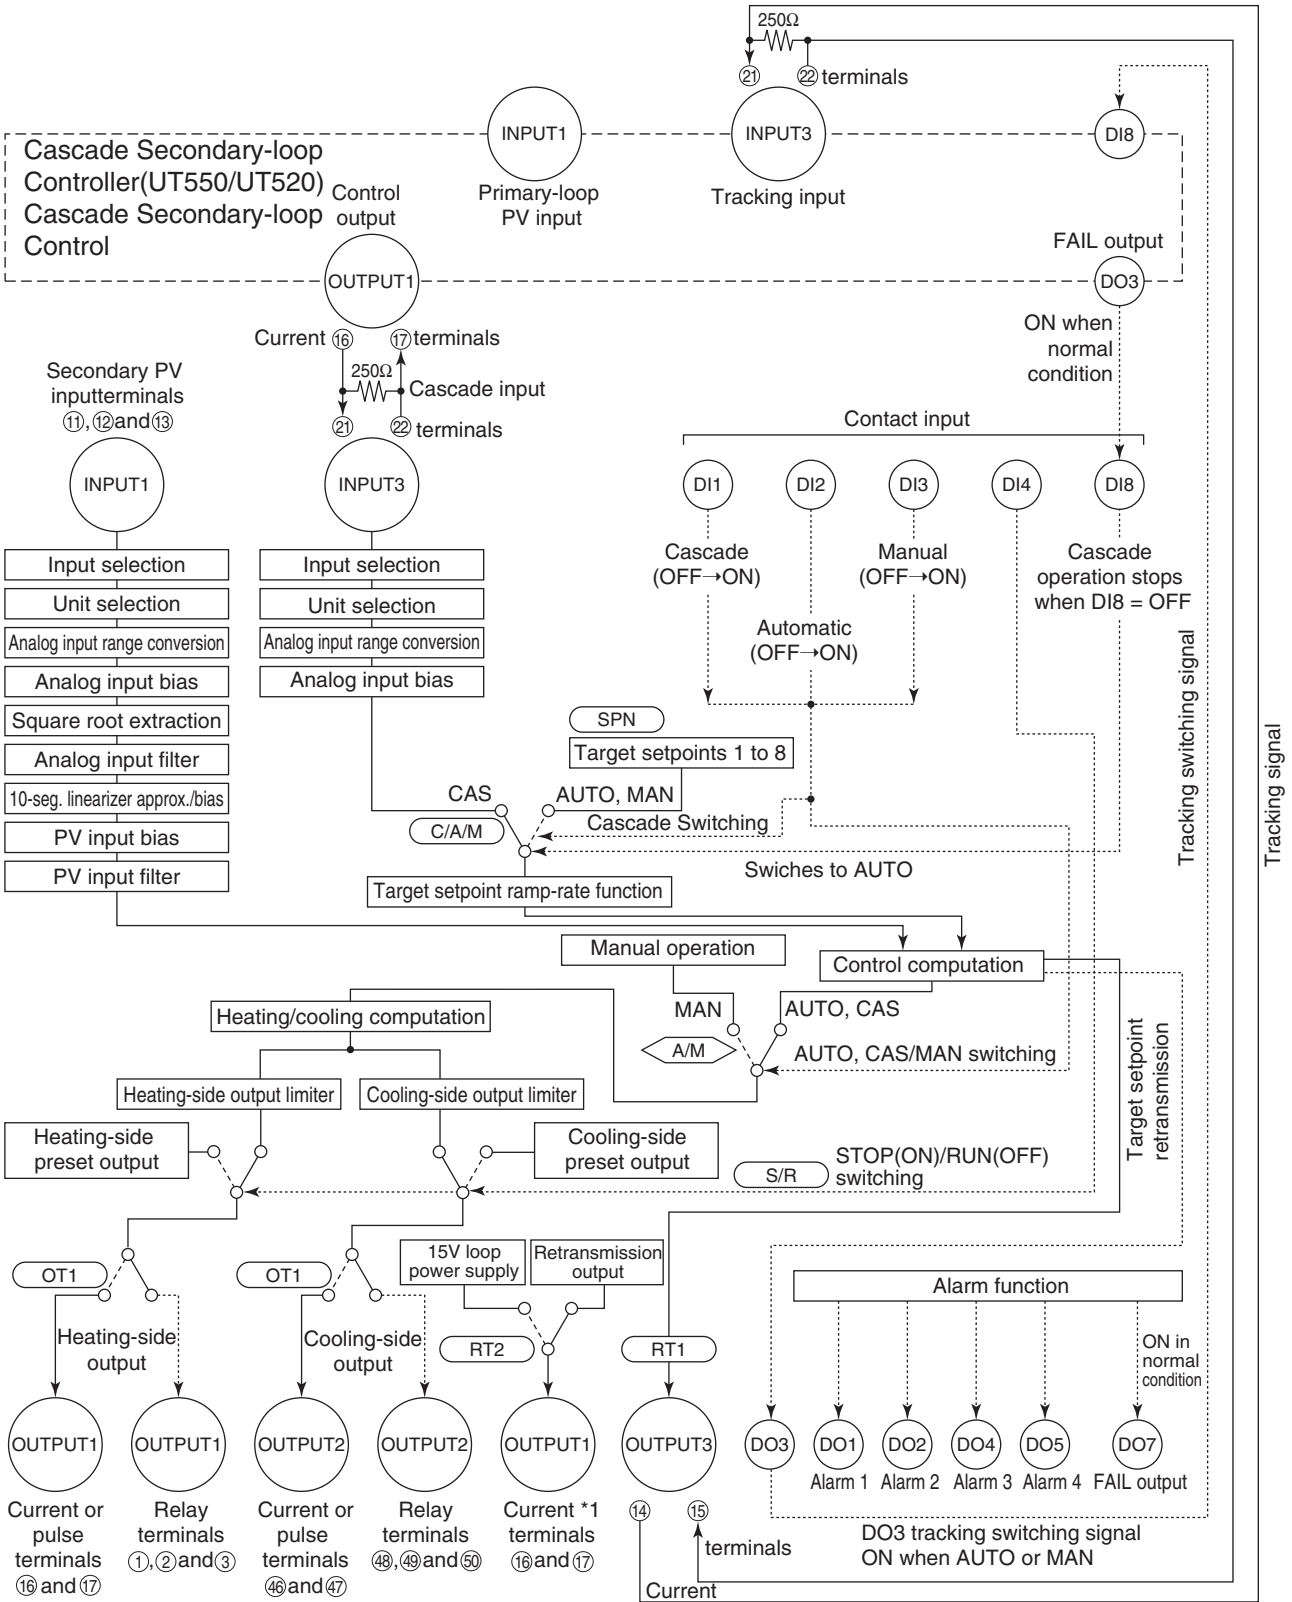 250Ω
㉑
㉒ terminals
INPUT1
INPUT3
DI8
Cascade Secondary-loop
Controller(UT550/UT520)
Cascade Secondary-loop
Control
Control
output
Primary-loop
PV input
Tracking input
FAIL output
OUTPUT1
DO3
Current ⑯
⑰ terminals
ON when
normal
condition
250Ω
Cascade input
㉑
㉒ terminals
Secondary PV
inputterminals
⑪, ⑫and⑬
Contact input
INPUT1
INPUT3
DI1
DI2
DI3
DI4
DI8
Input selection
Unit selection
Analog input range conversion
Analog input bias
Square root extraction
Analog input filter
10-seg. linearizer approx./bias
PV input bias
PV input filter
Input selection
Unit selection
Analog input range conversion
Analog input bias
Cascade
(OFF→ON)
Automatic
(OFF→ON)
Manual
(OFF→ON)
Cascade
operation stops
when DI8 = OFF
Tracking switching signal
Tracking signal
SPN
Target setpoints 1 to 8
CAS
AUTO, MAN
C/A/M
Cascade Switching
Swiches to AUTO
Target setpoint ramp-rate function
Manual operation
Control computation
MAN
AUTO, CAS
A/M
AUTO, CAS/MAN switching
Target setpoint
retransmission
Heating/cooling computation
Heating-side output limiter
Cooling-side output limiter
Heating-side
preset output
Cooling-side
preset output
S/R
STOP(ON)/RUN(OFF)
switching
OT1
OT1
15V loop
power supply
Retransmission
output
Alarm function
Heating-side
output
Cooling-side
output
RT2
RT1
ON in
normal
condition
OUTPUT1
OUTPUT1
OUTPUT2
OUTPUT2
OUTPUT1
OUTPUT3
DO3
DO1
DO2
DO4
DO5
DO7
Alarm 1
Alarm 2
Alarm 3
Alarm 4
FAIL output
Current or
pulse
terminals
⑯ and ⑰
Relay
terminals
①,②and③
Current or
pulse
terminals
㊻and㊼
Relay
terminals
㊽,㊾ and ㊿
Current *1
terminals
⑯ and ⑰
⑭
⑮
terminals
Current
DO3 tracking switching signal
ON when AUTO or MAN